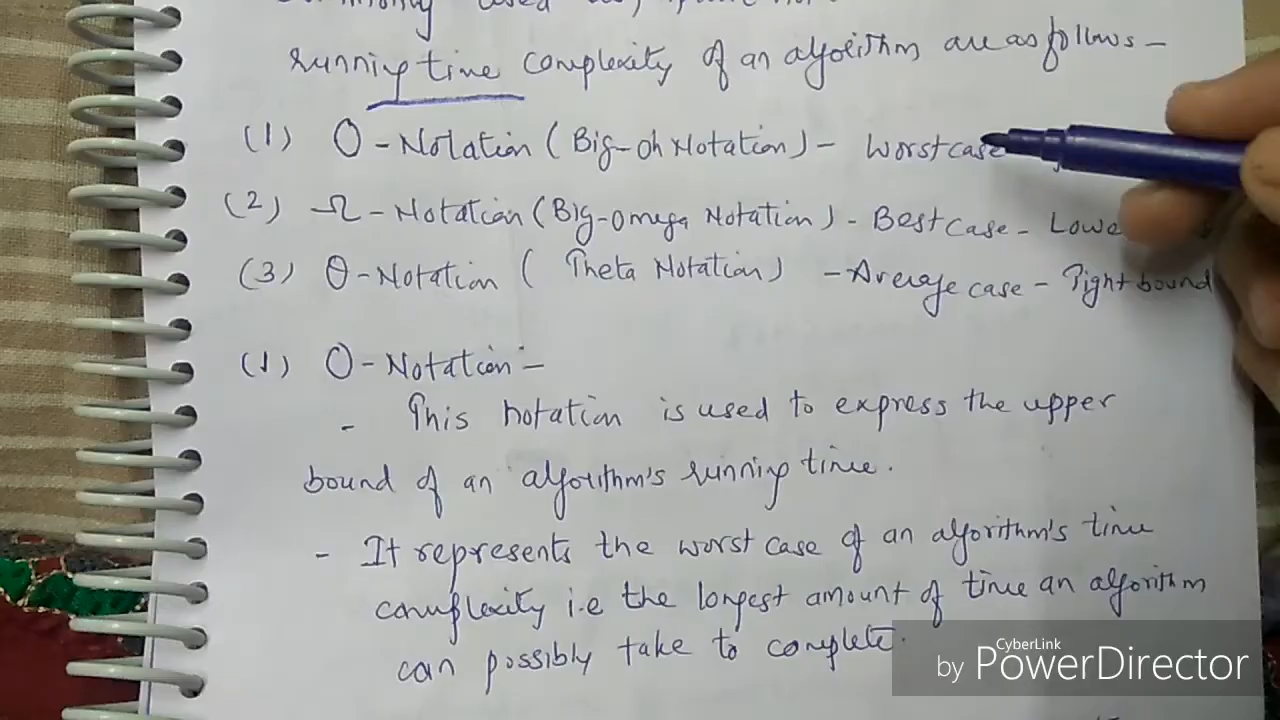 used
running time complexity of an algorithm are as follows -
(1) O - Notation (Big-oh Notation) - Worst case
(2) Ω - Notation (Big-omega Notation) - Best case - Lowe
(3) θ - Notation ( Theta Notation) - Average case - Tight bound
(1) O - Notation :-
- This notation is used to express the upper
bound of an algorithm's running time.
- It represents the worst case of an algorithm's time
complexity i.e the longest amount of time an algorithm
can possibly take to complete.
CyberLink
by PowerDirector